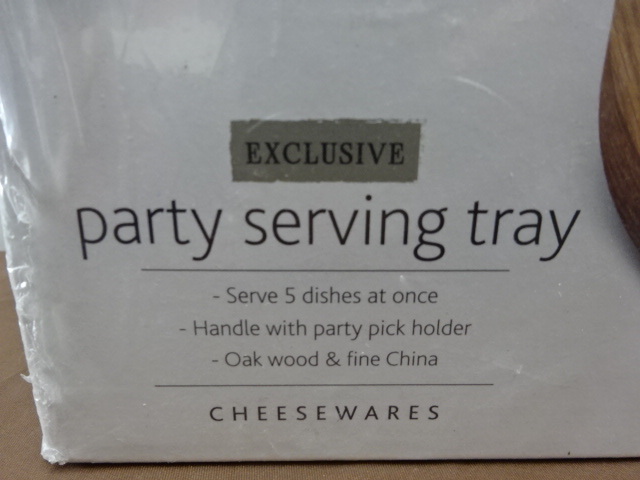 EXCLUSIVE
party serving tray
- Serve 5 dishes at once
- Handle with party pick holder
- Oak wood & fine China
CHEESEWARES